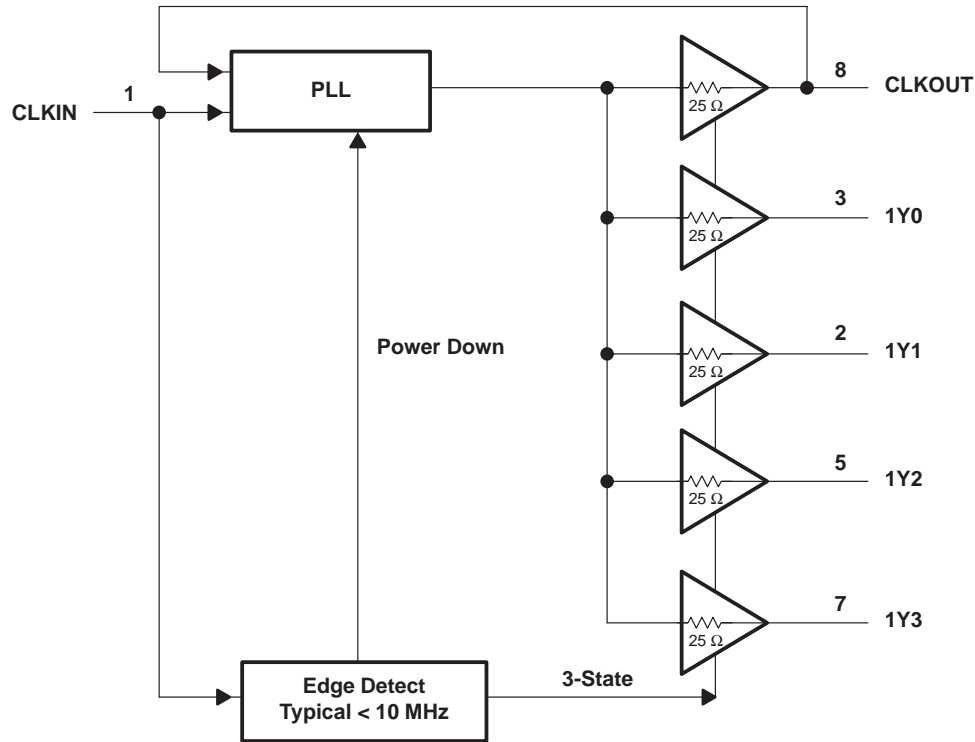 8
CLKOUT
PLL
1
CLKIN
25 Ω
3
1Y0
25 Ω
2
1Y1
Power Down
25 Ω
5
1Y2
25 Ω
7
1Y3
25 Ω
Edge Detect
Typical < 10 MHz
3-State